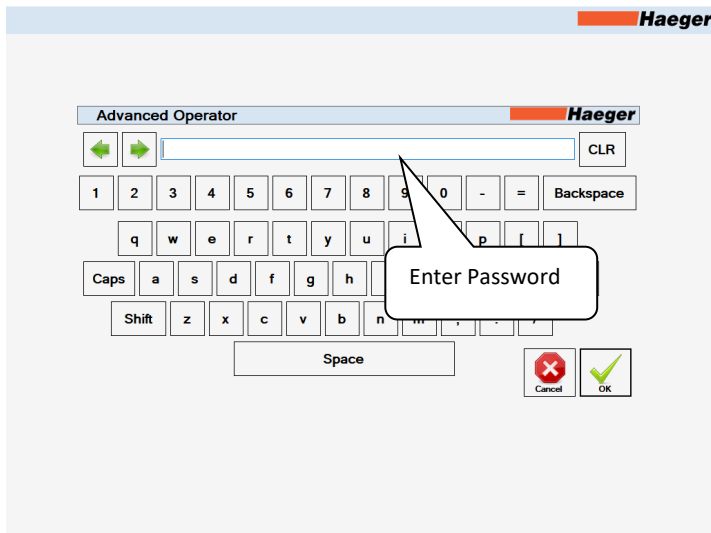 Haeger
Advanced Operator Haeger
CLR
1 2 3 4 5 6 7 8 9 0 - = Backspace
q w e r t y u i p [ ]
Caps a s d f g h
Enter Password
Shift z x c v b n m
Space
Cancel OK